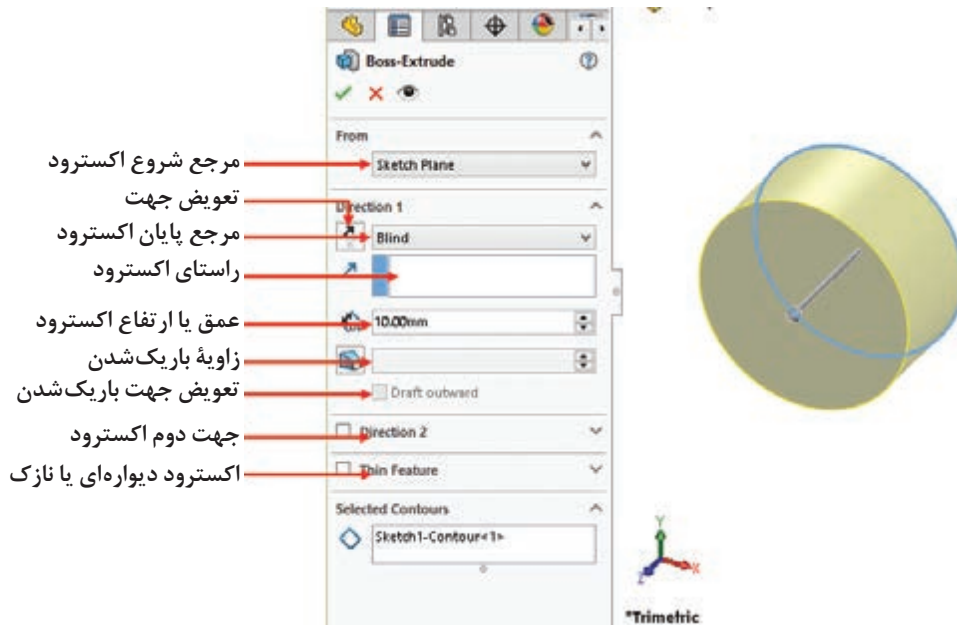 Boss-Extrude
From
مرجع شروع اکسترود
Sketch Plane
تعویض جهت
Direction 1
مرجع پایان اکسترود
Blind
راستای اکسترود
عمق یا ارتفاع اکسترود
10.00mm
زاویهٔ باریک‌شدن
تعویض جهت باریک‌شدن
Draft outward
جهت دوم اکسترود
Direction 2
اکسترود دیواره‌ای یا نازک
Thin Feature
Selected Contours
Sketch1-Contour<1>
Y
X
Z
*Trimetric